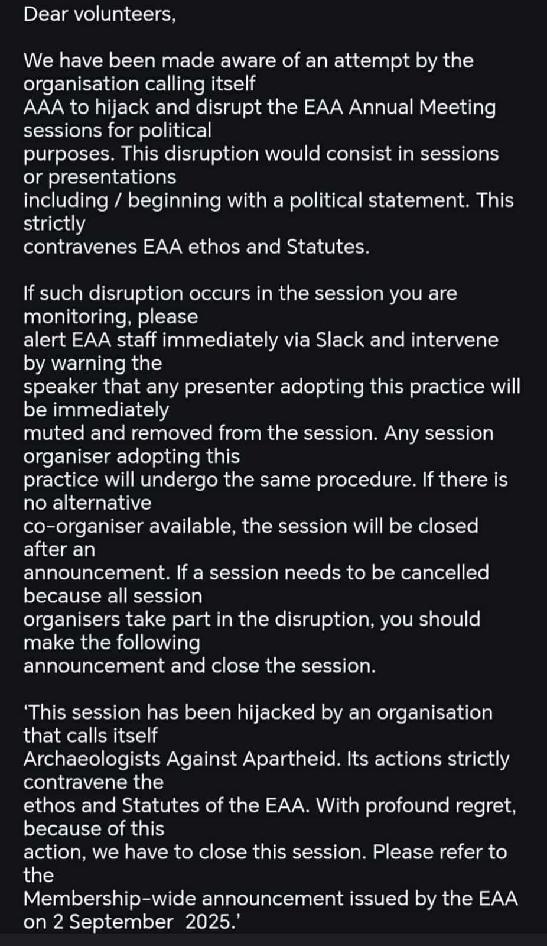 Dear volunteers,
We have been made aware of an attempt by the
organisation calling itself
AAA to hijack and disrupt the EAA Annual Meeting
sessions for political
purposes. This disruption would consist in sessions
or presentations
including / beginning with a political statement. This
strictly
contravenes EAA ethos and Statutes.
If such disruption occurs in the session you are
monitoring, please
alert EAA staff immediately via Slack and intervene
by warning the
speaker that any presenter adopting this practice will
be immediately
muted and removed from the session. Any session
organiser adopting this
practice will undergo the same procedure. If there is
no alternative
co-organiser available, the session will be closed
after an
announcement. If a session needs to be cancelled
because all session
organisers take part in the disruption, you should
make the following
announcement and close the session.
‘This session has been hijacked by an organisation
that calls itself
Archaeologists Against Apartheid. Its actions strictly
contravene the
ethos and Statutes of the EAA. With profound regret,
because of this
action, we have to close this session. Please refer to
the
Membership-wide announcement issued by the EAA
on 2 September  2025.’